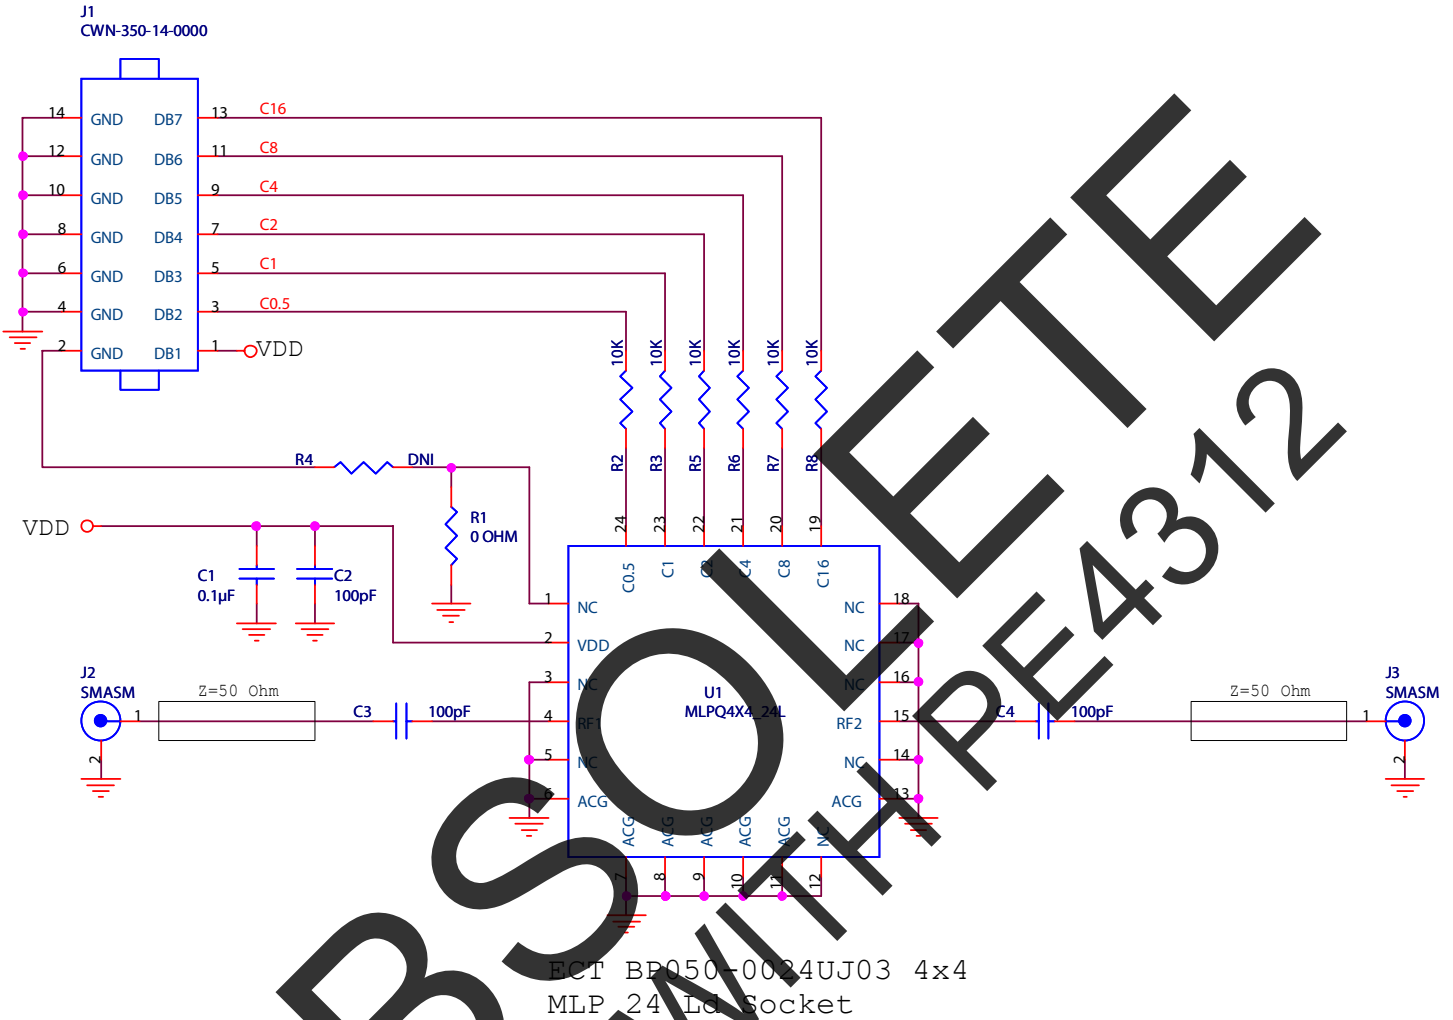 J1
CWN-350-14-0000
14 GND DB7 13 C16
12 GND DB6 11 C8
10 GND DB5 9 C4
8 GND DB4 7 C2
6 GND DB3 5 C1
4 GND DB2 3 C0.5
2 GND DB1 1 VDD
10K 10K 10K 10K 10K 10K
R2 R3 R5 R6 R7 R8
R4 DNI
R1
0 OHM
VDD
C1
0.1µF
C2
100pF
24 23 22 21 20 19
C0.5 C1 C2 C4 C8 C16
1 NC
2 VDD
3 NC
4 RF1
5 NC
6 ACG
NC 18
NC 17
NC 16
RF2 15
NC 14
ACG 13
U1
MLPQ4X4_24L
ACG ACG ACG ACG ACG NC
7 8 9 10 11 12
J2
SMASM
1
2
Z=50 Ohm
C3 100pF
C4 100pF
Z=50 Ohm
J3
SMASM
1
2
ECT BP050-0024UJ03 4x4
MLP 24 Ld Socket
BSOLETE
WITH PE4312